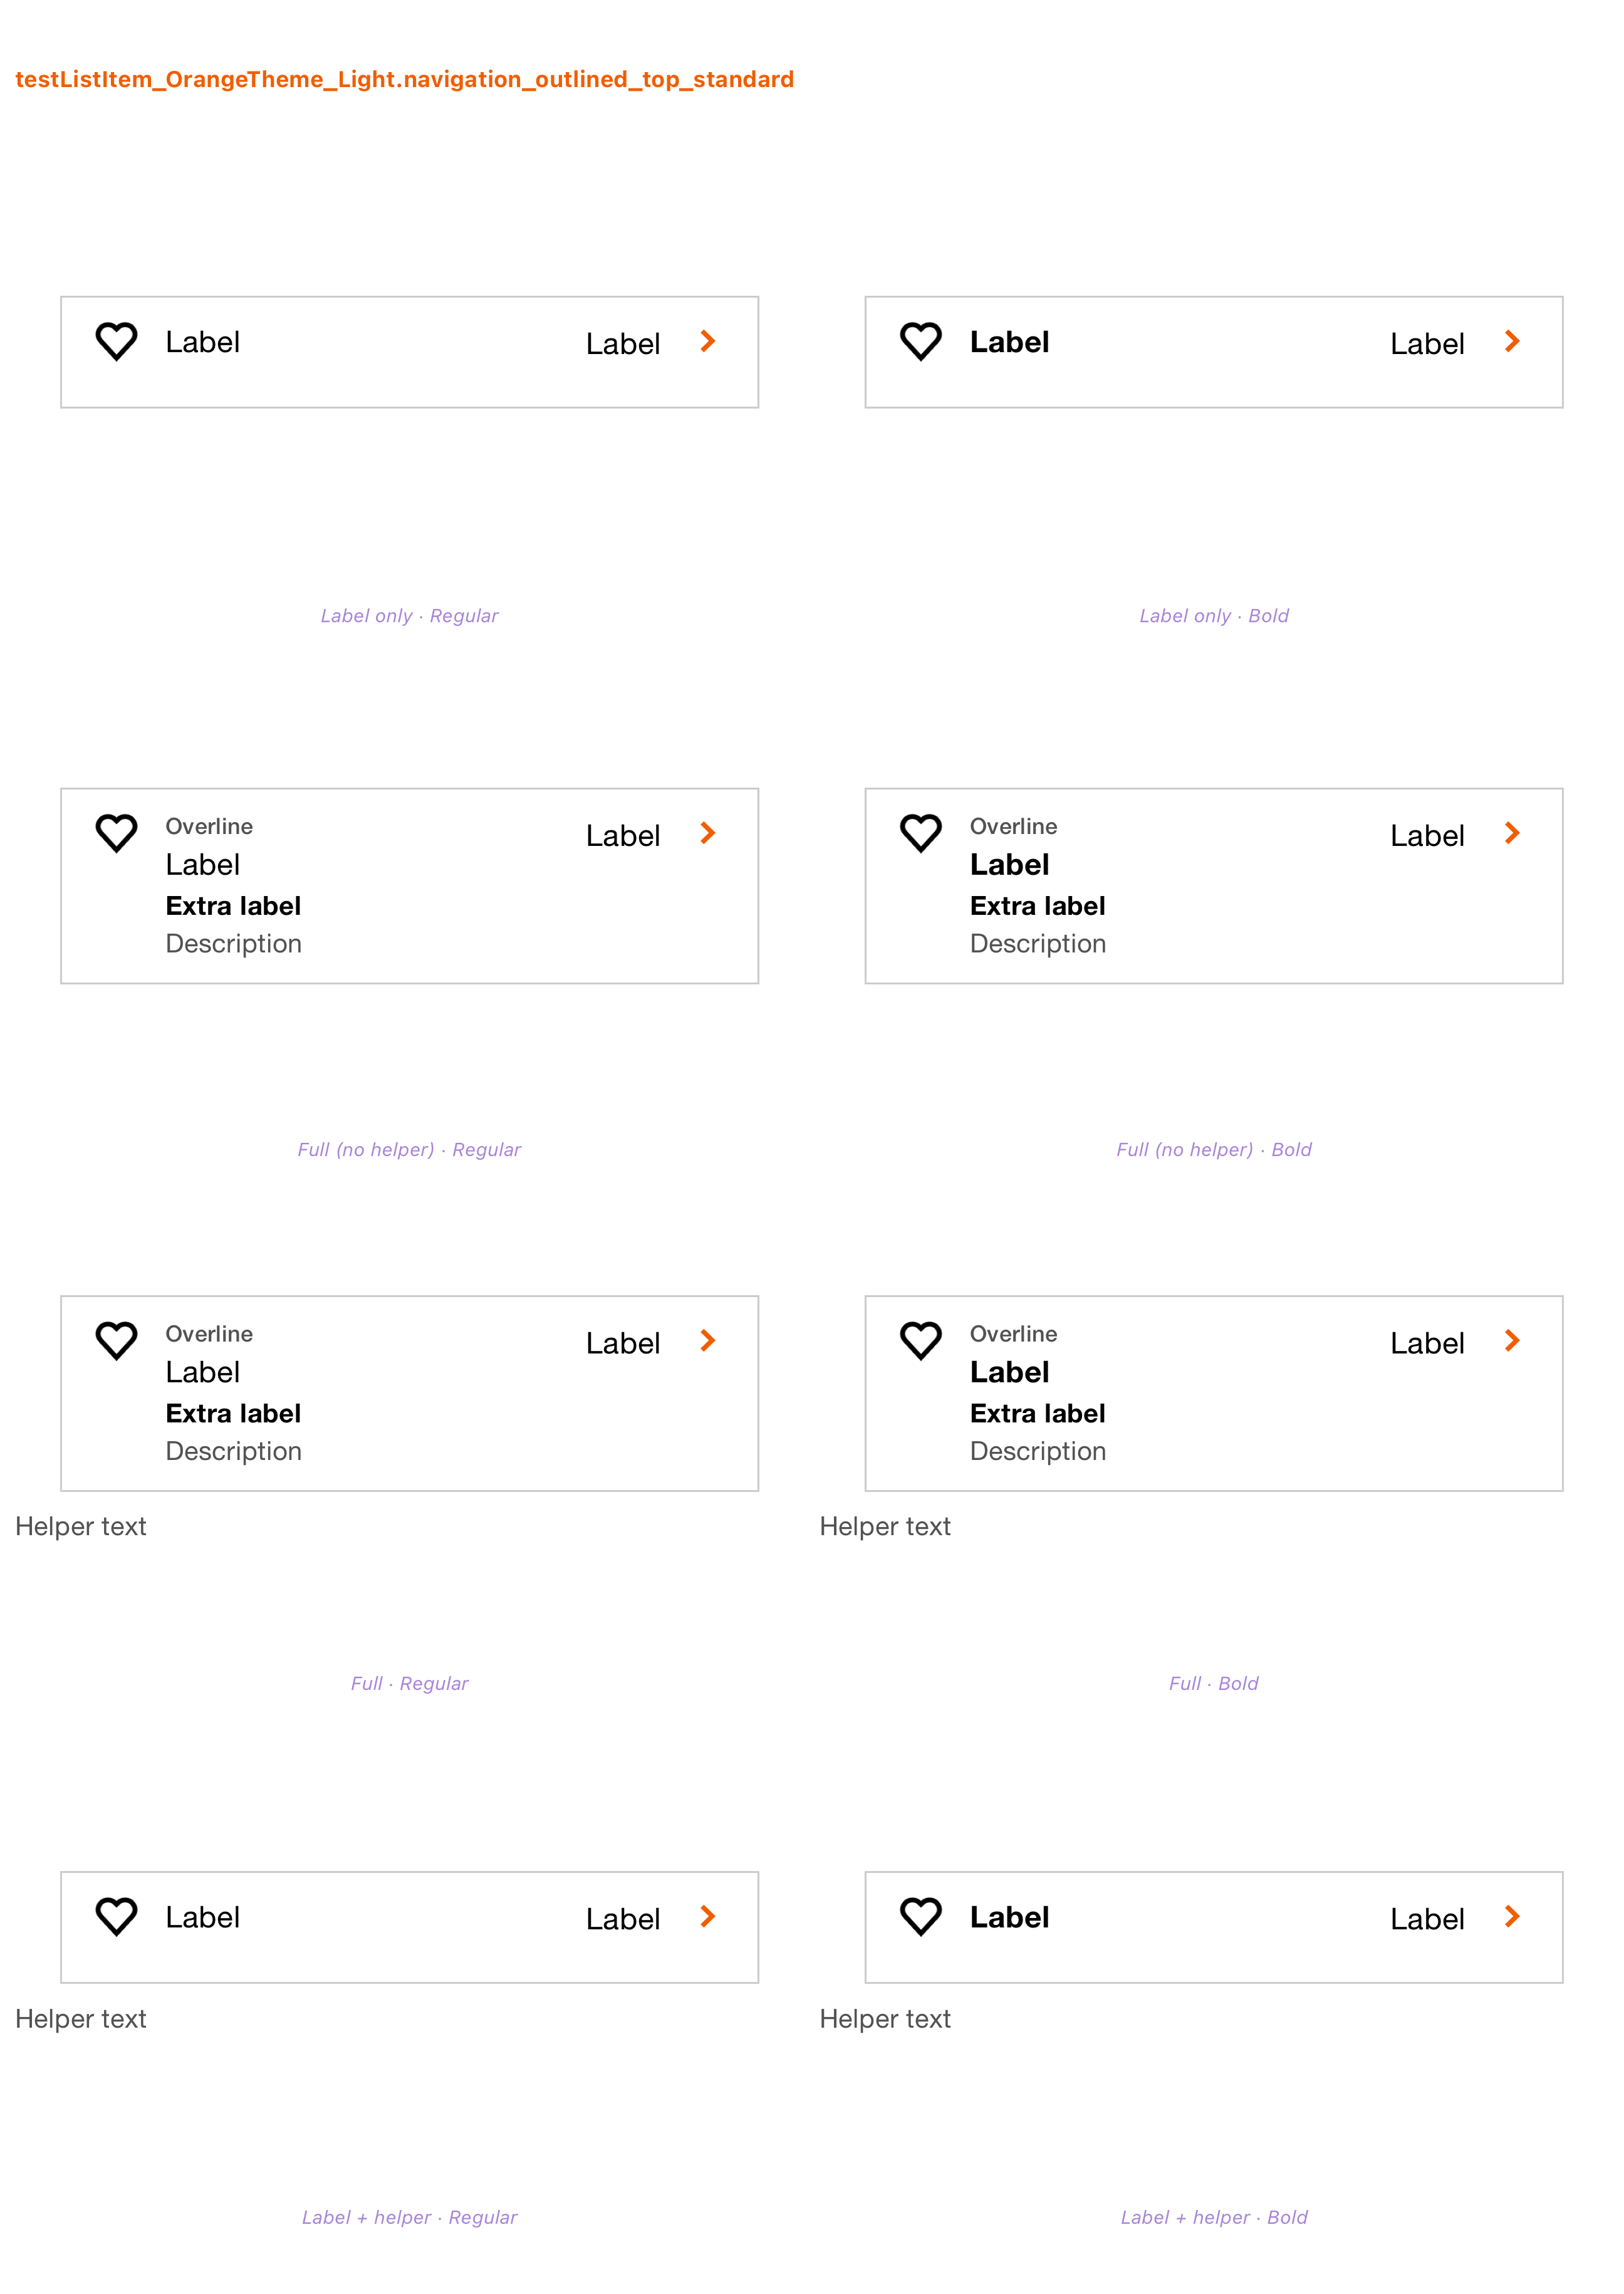 testListItem_OrangeTheme_Light.navigation_outlined_top_standard
Label Label
Label Label
Label only · Regular
Label only · Bold
Overline
Label
Label
Extra label
Description
Overline
Label
Label
Extra label
Description
Full (no helper) · Regular
Full (no helper) · Bold
Overline
Label
Label
Extra label
Description
Helper text
Overline
Label
Label
Extra label
Description
Helper text
Full · Regular
Full · Bold
Label Label
Helper text
Label Label
Helper text
Label + helper · Regular
Label + helper · Bold